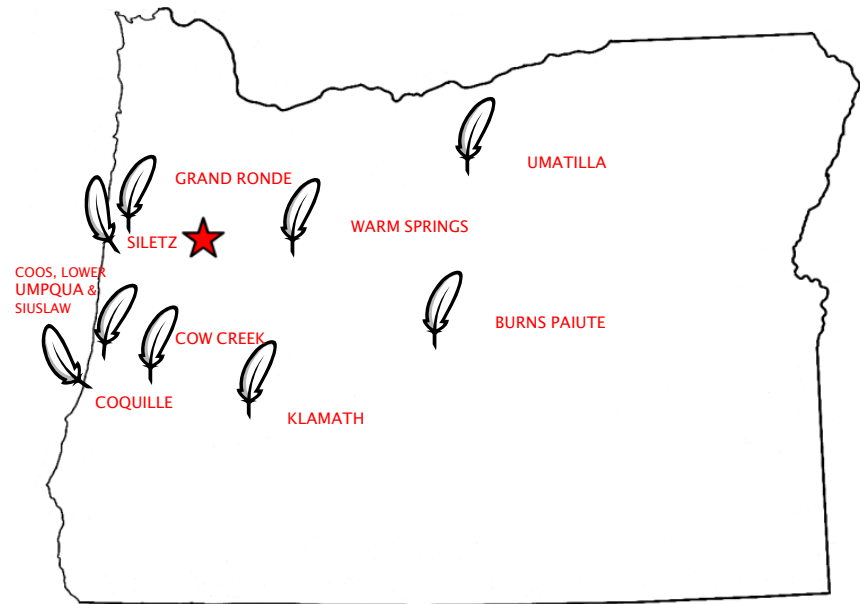 UMATILLA
GRAND RONDE
WARM SPRINGS
SILETZ
COOS, LOWER
UMPQUA &
SIUSLAW
BURNS PAIUTE
COW CREEK
COQUILLE
KLAMATH